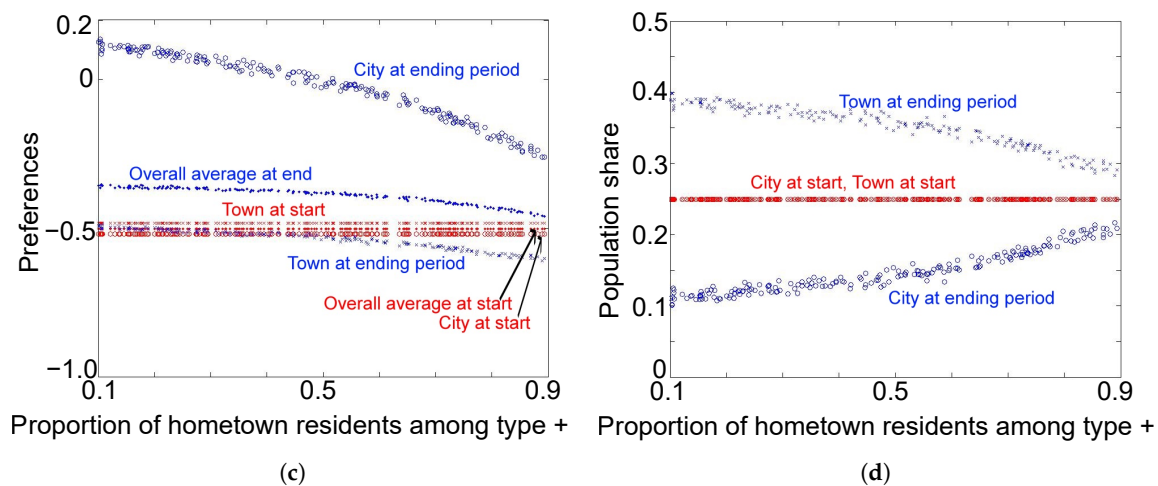 0.2
0
−0.5
−1.0
Preferences
City at ending period
Overall average at end
Town at start
Town at ending period
Overall average at start
City at start
0.1
0.5
0.9
Proportion of hometown residents among type +
(c)
0.5
0.4
0.3
0.2
0.1
0
Population share
Town at ending period
City at start, Town at start
City at ending period
0.1
0.5
0.9
Proportion of hometown residents among type +
(d)